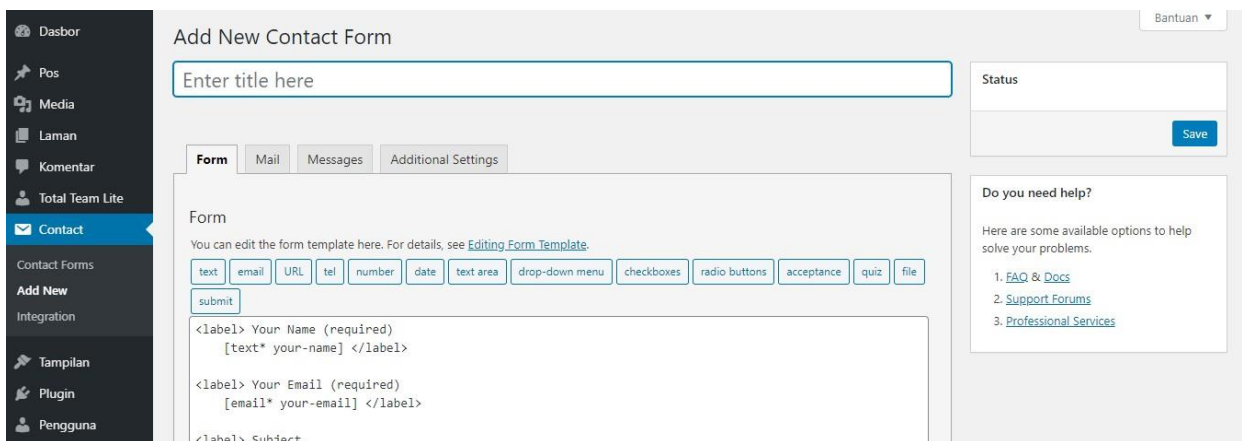 Bantuan ▼
Dasbor
Pos
Media
Laman
Komentar
Total Team Lite
Contact
Contact Forms
Add New
Integration
Tampilan
Plugin
Pengguna
Add New Contact Form
Enter title here
Form Mail Messages Additional Settings
Form
You can edit the form template here. For details, see Editing Form Template.
text email URL tel number date text area drop-down menu checkboxes radio buttons acceptance quiz file
submit
<label> Your Name (required)
[text* your-name] </label>
<label> Your Email (required)
[email* your-email] </label>
<label> Subject
Status
Save
Do you need help?
Here are some available options to help
solve your problems.
1. FAQ & Docs
2. Support Forums
3. Professional Services